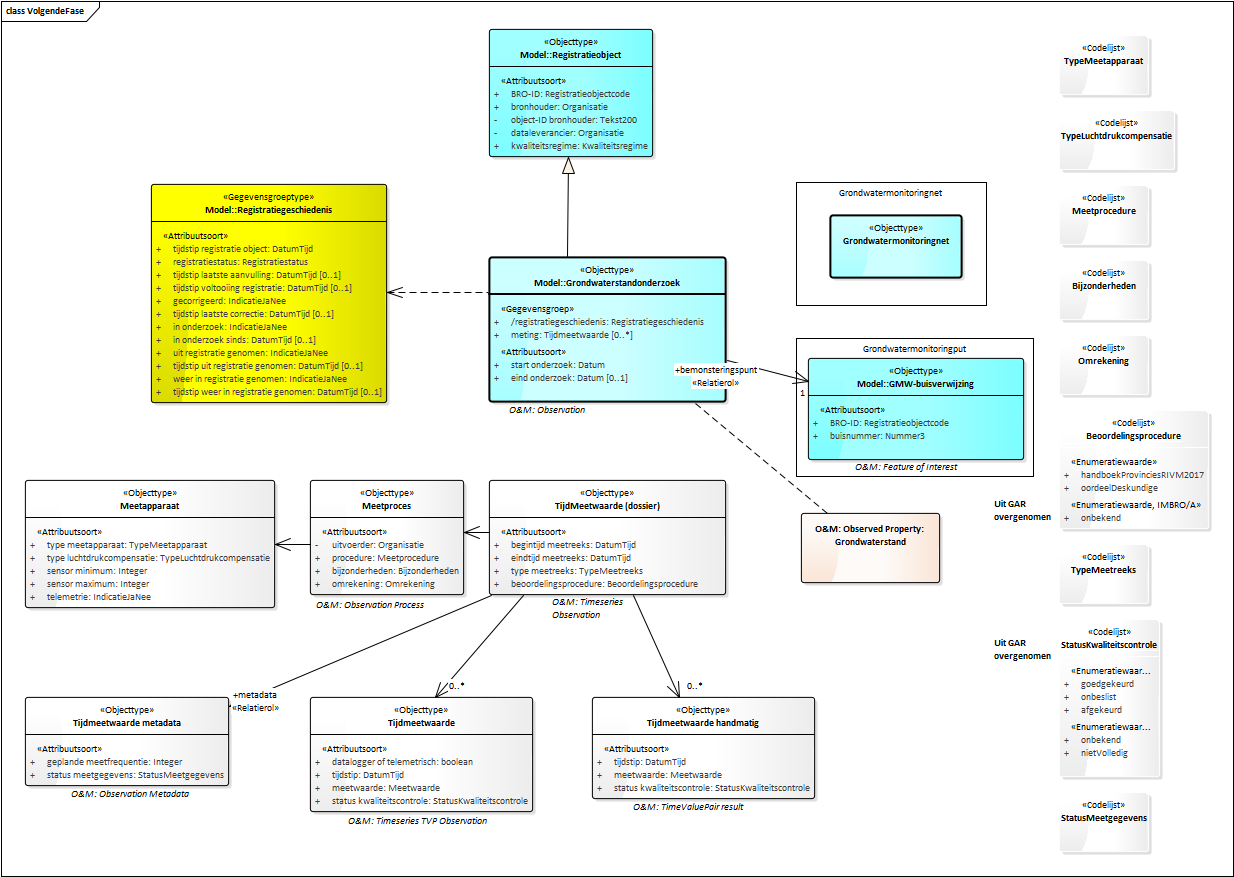 class VolgendeFase
«Objecttype»
Model::Registratieobject
«Attribuutsoort»
+ BRO-ID: Registratieobjectcode
+ bronhouder: Organisatie
- object-ID bronhouder: Tekst200
- dataleverancier: Organisatie
+ kwaliteitsregime: Kwaliteitsregime
«Gegevensgroeptype»
Model::Registratiegeschiedenis
«Attribuutsoort»
+ tijdstip registratie object: DatumTijd
+ registratiestatus: Registratiestatus
+ tijdstip laatste aanvulling: DatumTijd [0..1]
+ tijdstip voltooiing registratie: DatumTijd [0..1]
+ gecorrigeerd: IndicatieJaNee
+ tijdstip laatste correctie: DatumTijd [0..1]
+ in onderzoek: IndicatieJaNee
+ in onderzoek sinds: DatumTijd [0..1]
+ uit registratie genomen: IndicatieJaNee
+ tijdstip uit registratie genomen: DatumTijd [0..1]
+ weer in registratie genomen: IndicatieJaNee
+ tijdstip weer in registratie genomen: DatumTijd [0..1]
«Objecttype»
Model::Grondwaterstandonderzoek
«Gegevensgroep»
+ /registratiegeschiedenis: Registratiegeschiedenis
+ meting: Tijdmeetwaarde [0..*]
«Attribuutsoort»
+ start onderzoek: Datum
+ eind onderzoek: Datum [0..1]
O&M: Observation
+bemonsteringspunt
«Relatierol»
1
Grondwatermonitoringnet
«Objecttype»
Grondwatermonitoringnet
Grondwatermonitoringput
«Objecttype»
Model::GMW-buisverwijzing
«Attribuutsoort»
+ BRO-ID: Registratieobjectcode
+ buisnummer: Nummer3
O&M: Feature of Interest
O&M: Observed Property:
Grondwaterstand
«Objecttype»
Meetapparaat
«Attribuutsoort»
+ type meetapparaat: TypeMeetapparaat
+ type luchtdrukcompensatie: TypeLuchtdrukcompensatie
+ sensor minimum: Integer
+ sensor maximum: Integer
+ telemetrie: IndicatieJaNee
«Objecttype»
Meetproces
«Attribuutsoort»
- uitvoerder: Organisatie
+ procedure: Meetprocedure
+ bijzonderheden: Bijzonderheden
+ omrekening: Omrekening
O&M: Observation Process
«Objecttype»
TijdMeetwaarde (dossier)
«Attribuutsoort»
+ begintijd meetreeks: DatumTijd
+ eindtijd meetreeks: DatumTijd
+ type meetreeks: TypeMeetreeks
+ beoordelingsprocedure: Beoordelingsprocedure
O&M: Timeseries
Observation
+metadata
«Relatierol»
0..*
0..*
«Objecttype»
Tijdmeetwaarde metadata
«Attribuutsoort»
+ geplande meetfrequentie: Integer
+ status meetgegevens: StatusMeetgegevens
O&M: Observation Metadata
«Objecttype»
Tijdmeetwaarde
«Attribuutsoort»
+ datalogger of telemetrisch: boolean
+ tijdstip: DatumTijd
+ meetwaarde: Meetwaarde
+ status kwaliteitscontrole: StatusKwaliteitscontrole
O&M: Timeseries TVP Observation
«Objecttype»
Tijdmeetwaarde handmatig
«Attribuutsoort»
+ tijdstip: DatumTijd
+ meetwaarde: Meetwaarde
+ status kwaliteitscontrole: StatusKwaliteitscontrole
O&M: TimeValuePair result
«Codelijst»
TypeMeetapparaat
«Codelijst»
TypeLuchtdrukcompensatie
«Codelijst»
Meetprocedure
«Codelijst»
Bijzonderheden
«Codelijst»
Omrekening
Uit GAR
overgenomen
«Codelijst»
Beoordelingsprocedure
«Enumeratiewaarde»
+ handboekProvinciesRIVM2017
+ oordeelDeskundige
«Enumeratiewaarde, IMBRO/A»
+ onbekend
«Codelijst»
TypeMeetreeks
Uit GAR
overgenomen
«Codelijst»
StatusKwaliteitscontrole
«Enumeratiewaar...
+ goedgekeurd
+ onbeslist
+ afgekeurd
«Enumeratiewaar...
+ onbekend
+ nietVolledig
«Codelijst»
StatusMeetgegevens